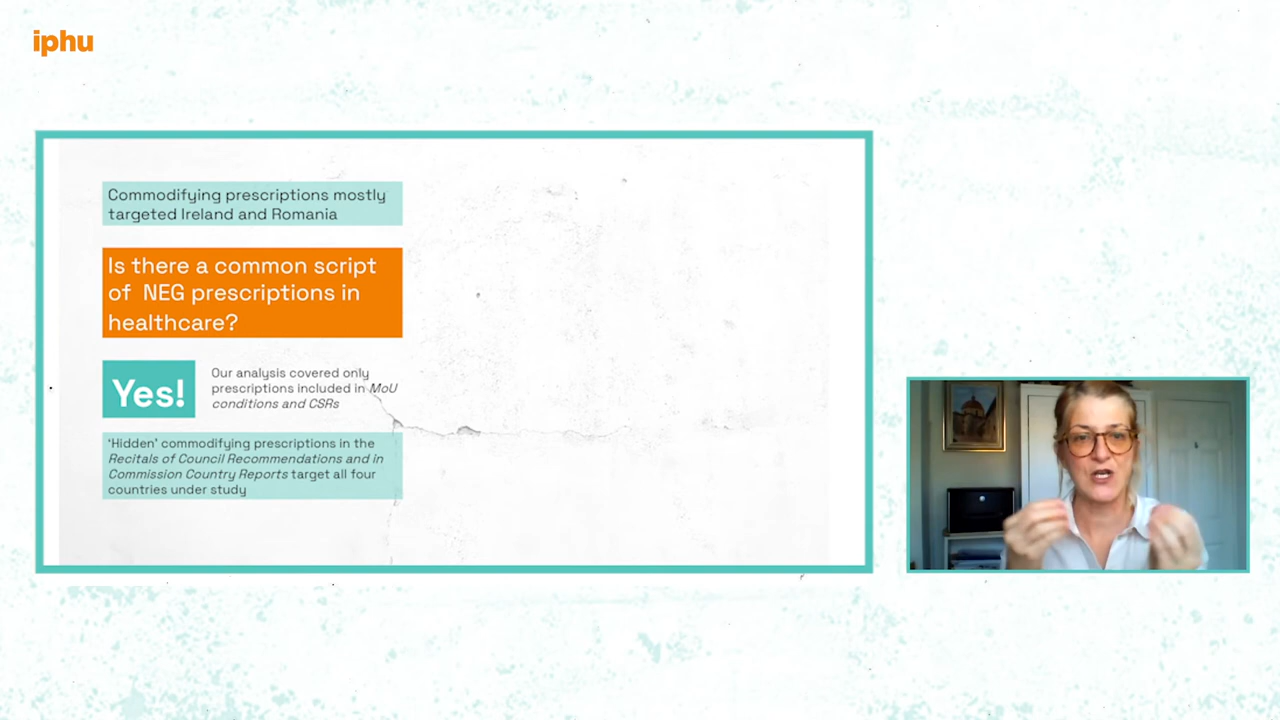 iphu
Commodifying prescriptions mostly
targeted Ireland and Romania
Is there a common script
of NEG prescriptions in
healthcare?
Yes!
Our analysis covered only
prescriptions included in MoU
conditions and CSRs
'Hidden' commodifying prescriptions in the
Recitals of Council Recommendations and in
Commission Country Reports target all four
countries under study